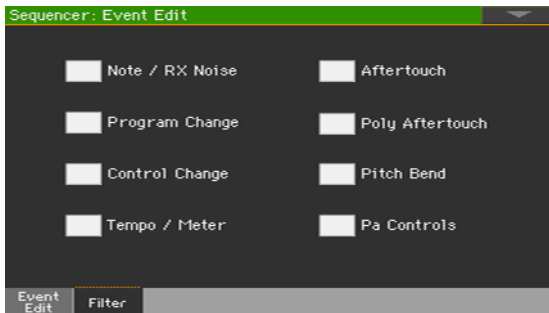 Sequencer: Event Edit
Note / RX Noise
Aftertouch
Program Change
Poly Aftertouch
Control Change
Pitch Bend
Tempo / Meter
Pa Controls
Event
Edit
Filter